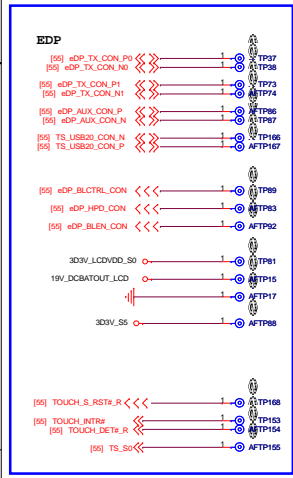 EDP
[55] eDP_TX_CON_P0 1 TP37
[55] eDP_TX_CON_N0 1 TP38
[55] eDP_TX_CON_P1 1 TP73
[55] eDP_TX_CON_N1 1 AFTP74
[55] eDP_AUX_CON_P 1 AFTP86
[55] eDP_AUX_CON_N 1 TP87
[55] TS_USB20_CON_N 1 TP166
[55] TS_USB20_CON_P 1 AFTP167
[55] eDP_BLCTRL_CON 1 TP89
[55] eDP_HPD_CON 1 AFTP83
[55] eDP_BLEN_CON 1 AFTP92
3D3V_LCDVDD_S0 1 TP81
19V_DCBATOUT_LCD 1 AFTP15
1 AFTP17
3D3V_S5 1 AFTP88
[55] TOUCH_S_RST#_R 1 TP168
[55] TOUCH_INTR# 1 TP153
[55] TOUCH_DET#_R 1 AFTP154
[55] TS_S0 1 AFTP155